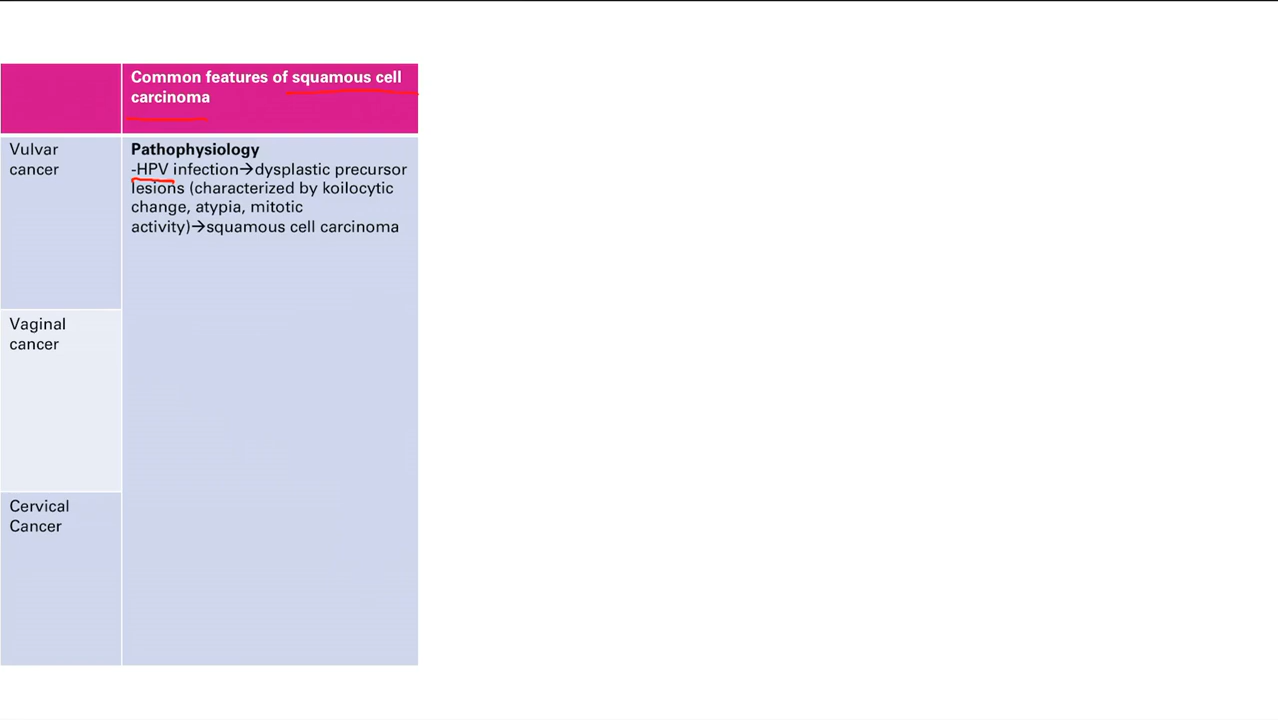 Common features of squamous cell
carcinoma
Vulvar
cancer
Pathophysiology
-HPV infection→dysplastic precursor
lesions (characterized by koilocytic
change, atypia, mitotic
activity)→squamous cell carcinoma
Vaginal
cancer
Cervical
Cancer